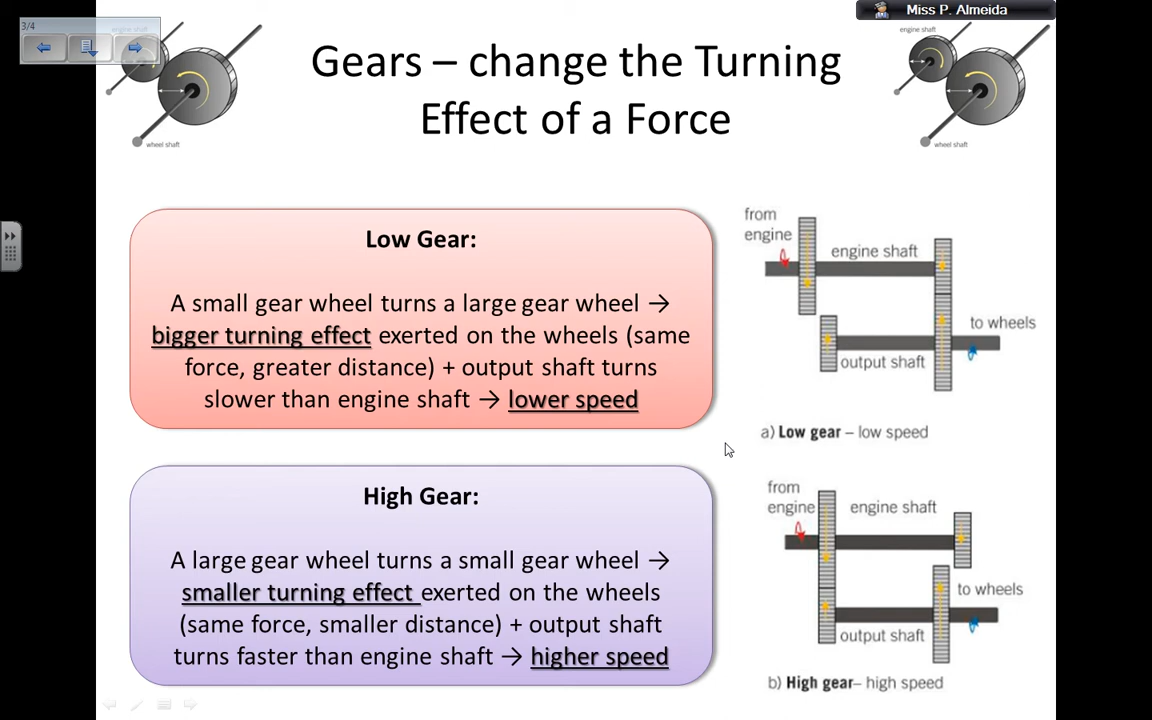 3/4
Miss P. Almeida
engine shaft
wheel shaft
engine shaft
wheel shaft
Gears – change the Turning
Effect of a Force
Low Gear:
A small gear wheel turns a large gear wheel →
bigger turning effect exerted on the wheels (same
force, greater distance) + output shaft turns
slower than engine shaft → lower speed
from
engine
engine shaft
to wheels
output shaft
a) Low gear – low speed
High Gear:
A large gear wheel turns a small gear wheel →
smaller turning effect exerted on the wheels
(same force, smaller distance) + output shaft
turns faster than engine shaft → higher speed
from
engine
engine shaft
to wheels
output shaft
b) High gear– high speed